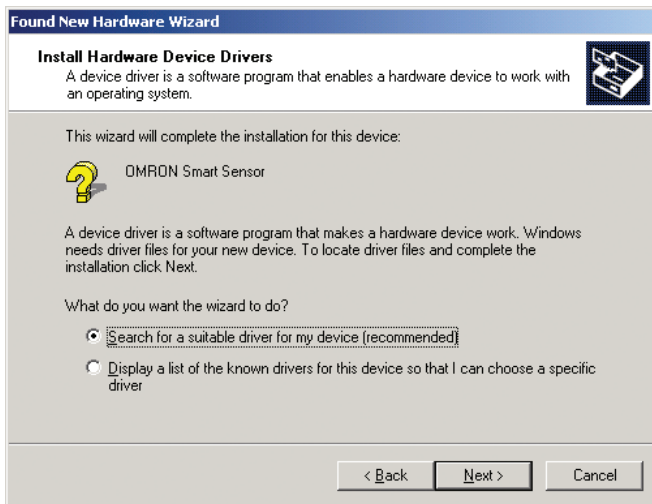 Found New Hardware Wizard
Install Hardware Device Drivers
A device driver is a software program that enables a hardware device to work with
an operating system.
This wizard will complete the installation for this device:
OMRON Smart Sensor
A device driver is a software program that makes a hardware device work. Windows
needs driver files for your new device. To locate driver files and complete the
installation click Next.
What do you want the wizard to do?
Search for a suitable driver for my device (recommended)
Display a list of the known drivers for this device so that I can choose a specific
driver
< Back Next > Cancel